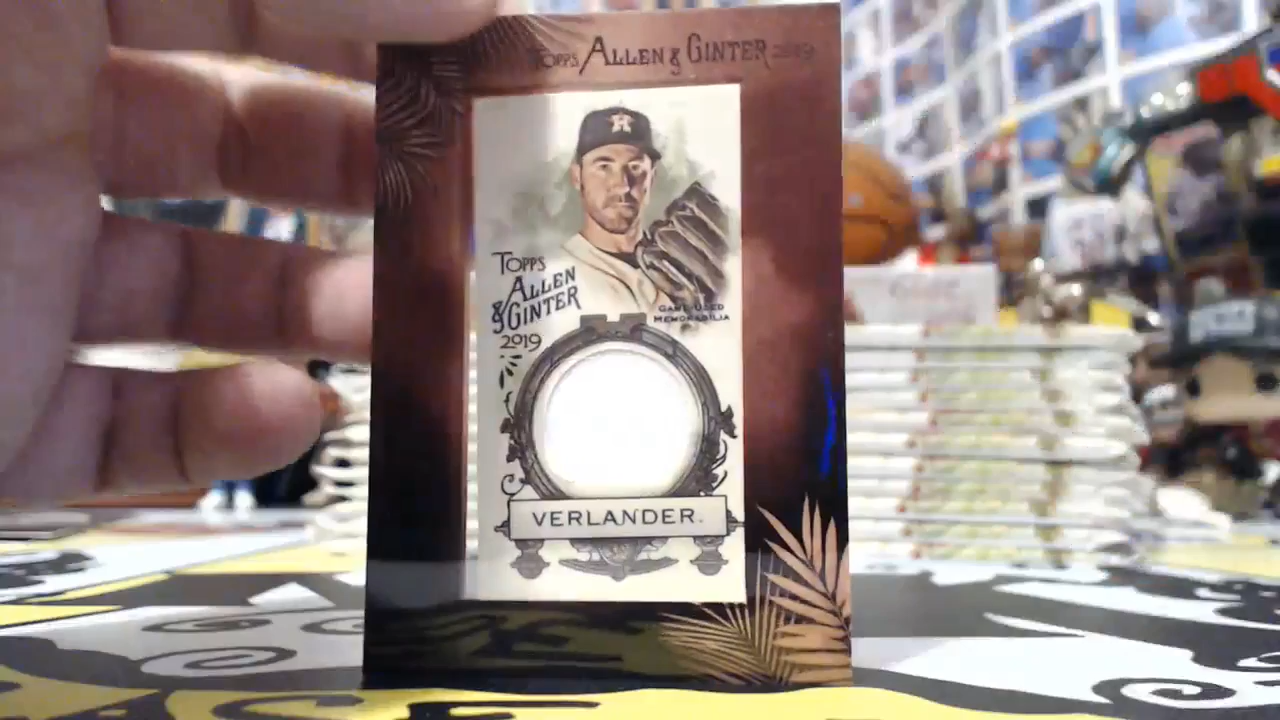 TOPPS ALLEN & GINTER 2019
TOPPS
ALLEN
& GINTER
2019
GAME-USED
MEMORABILIA
VERLANDER.